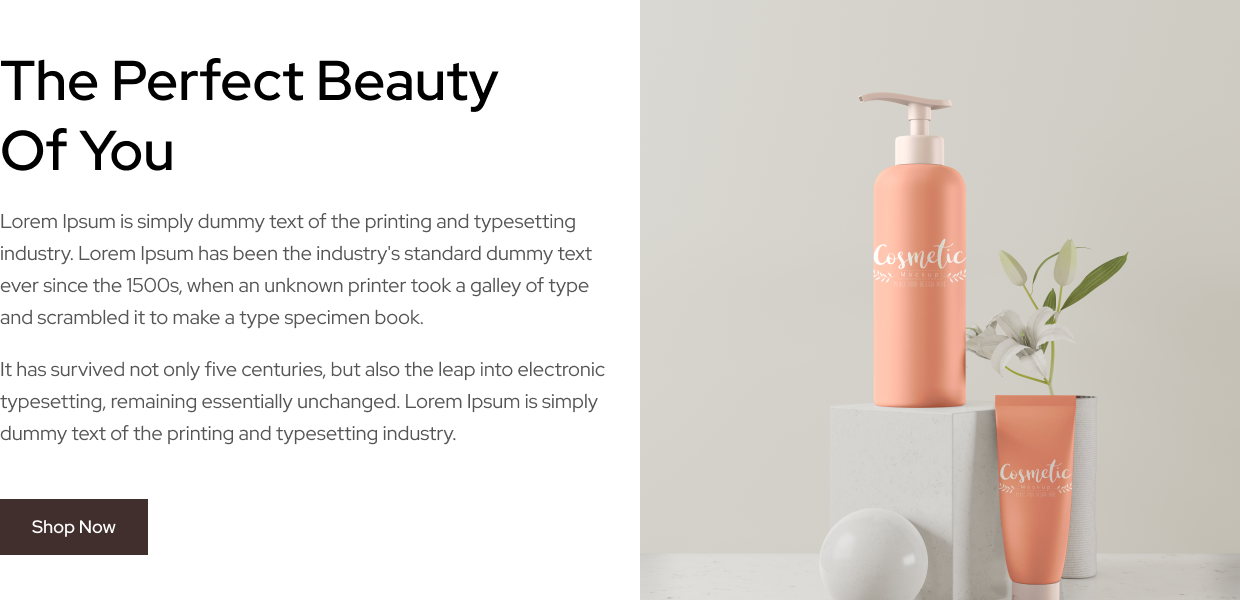 The Perfect Beauty
Of You
Lorem Ipsum is simply dummy text of the printing and typesetting
industry. Lorem Ipsum has been the industry's standard dummy text
ever since the 1500s, when an unknown printer took a galley of type
and scrambled it to make a type specimen book.
It has survived not only five centuries, but also the leap into electronic
typesetting, remaining essentially unchanged. Lorem Ipsum is simply
dummy text of the printing and typesetting industry.
Shop Now
Cosmetic
Mockup
Cosmetic
Mockup